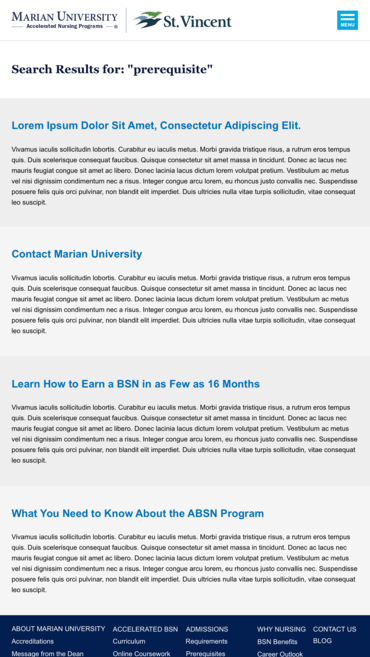 MARIAN UNIVERSITY
Accelerated Nursing Programs
St.Vincent
MENU
Search Results for: "prerequisite"
Lorem Ipsum Dolor Sit Amet, Consectetur Adipiscing Elit.
Vivamus iaculis sollicitudin lobortis. Curabitur eu iaculis metus. Morbi gravida tristique risus, a rutrum eros tempus
quis. Duis scelerisque consequat faucibus. Quisque consectetur sit amet massa in tincidunt. Donec ac lacus nec
mauris feugiat congue sit amet ac libero. Donec lacinia lacus dictum lorem volutpat pretium. Vestibulum ac metus
vel nisi dignissim condimentum nec a risus. Integer congue arcu lorem, eu rhoncus justo convallis nec. Suspendisse
posuere felis quis orci pulvinar, non blandit elit imperdiet. Duis ultricies nulla vitae turpis sollicitudin, vitae consequat
leo suscipit.
Contact Marian University
Vivamus iaculis sollicitudin lobortis. Curabitur eu iaculis metus. Morbi gravida tristique risus, a rutrum eros tempus
quis. Duis scelerisque consequat faucibus. Quisque consectetur sit amet massa in tincidunt. Donec ac lacus nec
mauris feugiat congue sit amet ac libero. Donec lacinia lacus dictum lorem volutpat pretium. Vestibulum ac metus
vel nisi dignissim condimentum nec a risus. Integer congue arcu lorem, eu rhoncus justo convallis nec. Suspendisse
posuere felis quis orci pulvinar, non blandit elit imperdiet. Duis ultricies nulla vitae turpis sollicitudin, vitae consequat
leo suscipit.
Learn How to Earn a BSN in as Few as 16 Months
Vivamus iaculis sollicitudin lobortis. Curabitur eu iaculis metus. Morbi gravida tristique risus, a rutrum eros tempus
quis. Duis scelerisque consequat faucibus. Quisque consectetur sit amet massa in tincidunt. Donec ac lacus nec
mauris feugiat congue sit amet ac libero. Donec lacinia lacus dictum lorem volutpat pretium. Vestibulum ac metus
vel nisi dignissim condimentum nec a risus. Integer congue arcu lorem, eu rhoncus justo convallis nec. Suspendisse
posuere felis quis orci pulvinar, non blandit elit imperdiet. Duis ultricies nulla vitae turpis sollicitudin, vitae consequat
leo suscipit.
What You Need to Know About the ABSN Program
Vivamus iaculis sollicitudin lobortis. Curabitur eu iaculis metus. Morbi gravida tristique risus, a rutrum eros tempus
quis. Duis scelerisque consequat faucibus. Quisque consectetur sit amet massa in tincidunt. Donec ac lacus nec
mauris feugiat congue sit amet ac libero. Donec lacinia lacus dictum lorem volutpat pretium. Vestibulum ac metus
vel nisi dignissim condimentum nec a risus. Integer congue arcu lorem, eu rhoncus justo convallis nec. Suspendisse
posuere felis quis orci pulvinar, non blandit elit imperdiet. Duis ultricies nulla vitae turpis sollicitudin, vitae consequat
leo suscipit.
ABOUT MARIAN UNIVERSITY ACCELERATED BSN ADMISSIONS WHY NURSING CONTACT US
Accreditations Curriculum Requirements BSN Benefits BLOG
Message from the Dean Online Coursework Prerequisites Career Outlook